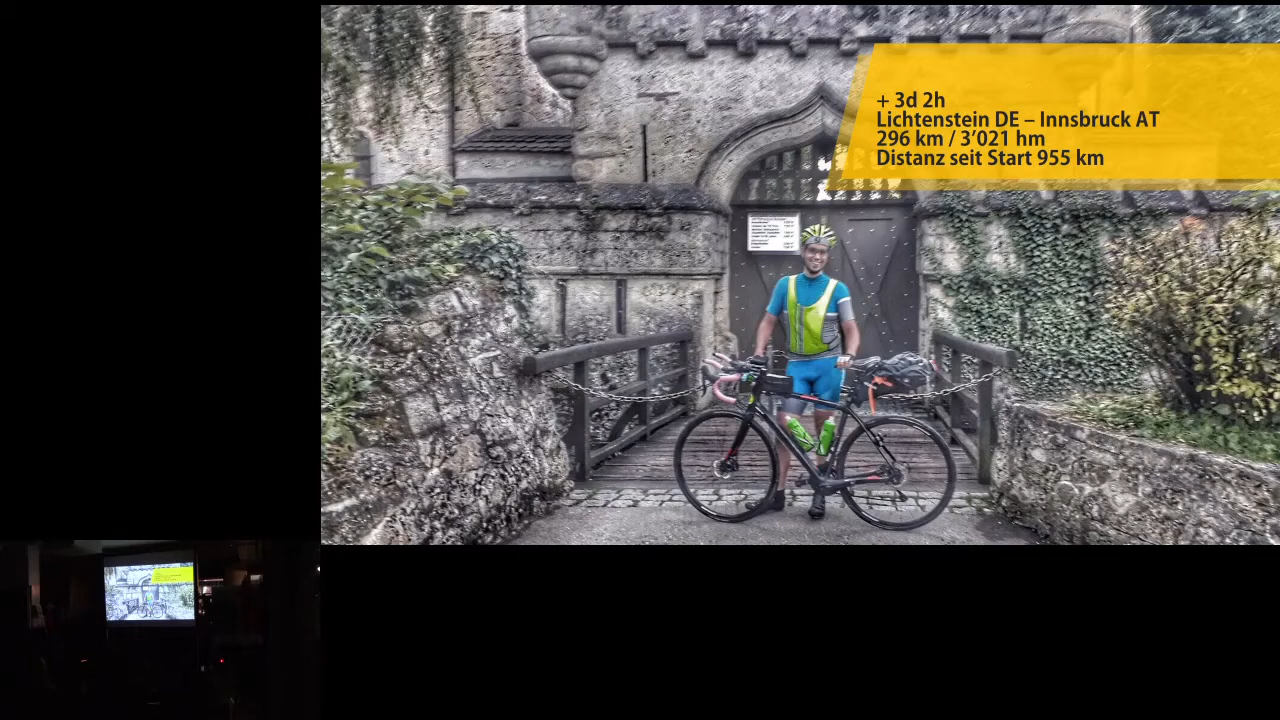 + 3d 2h
Lichtenstein DE – Innsbruck AT
296 km / 3’021 hm
Distanz seit Start 955 km